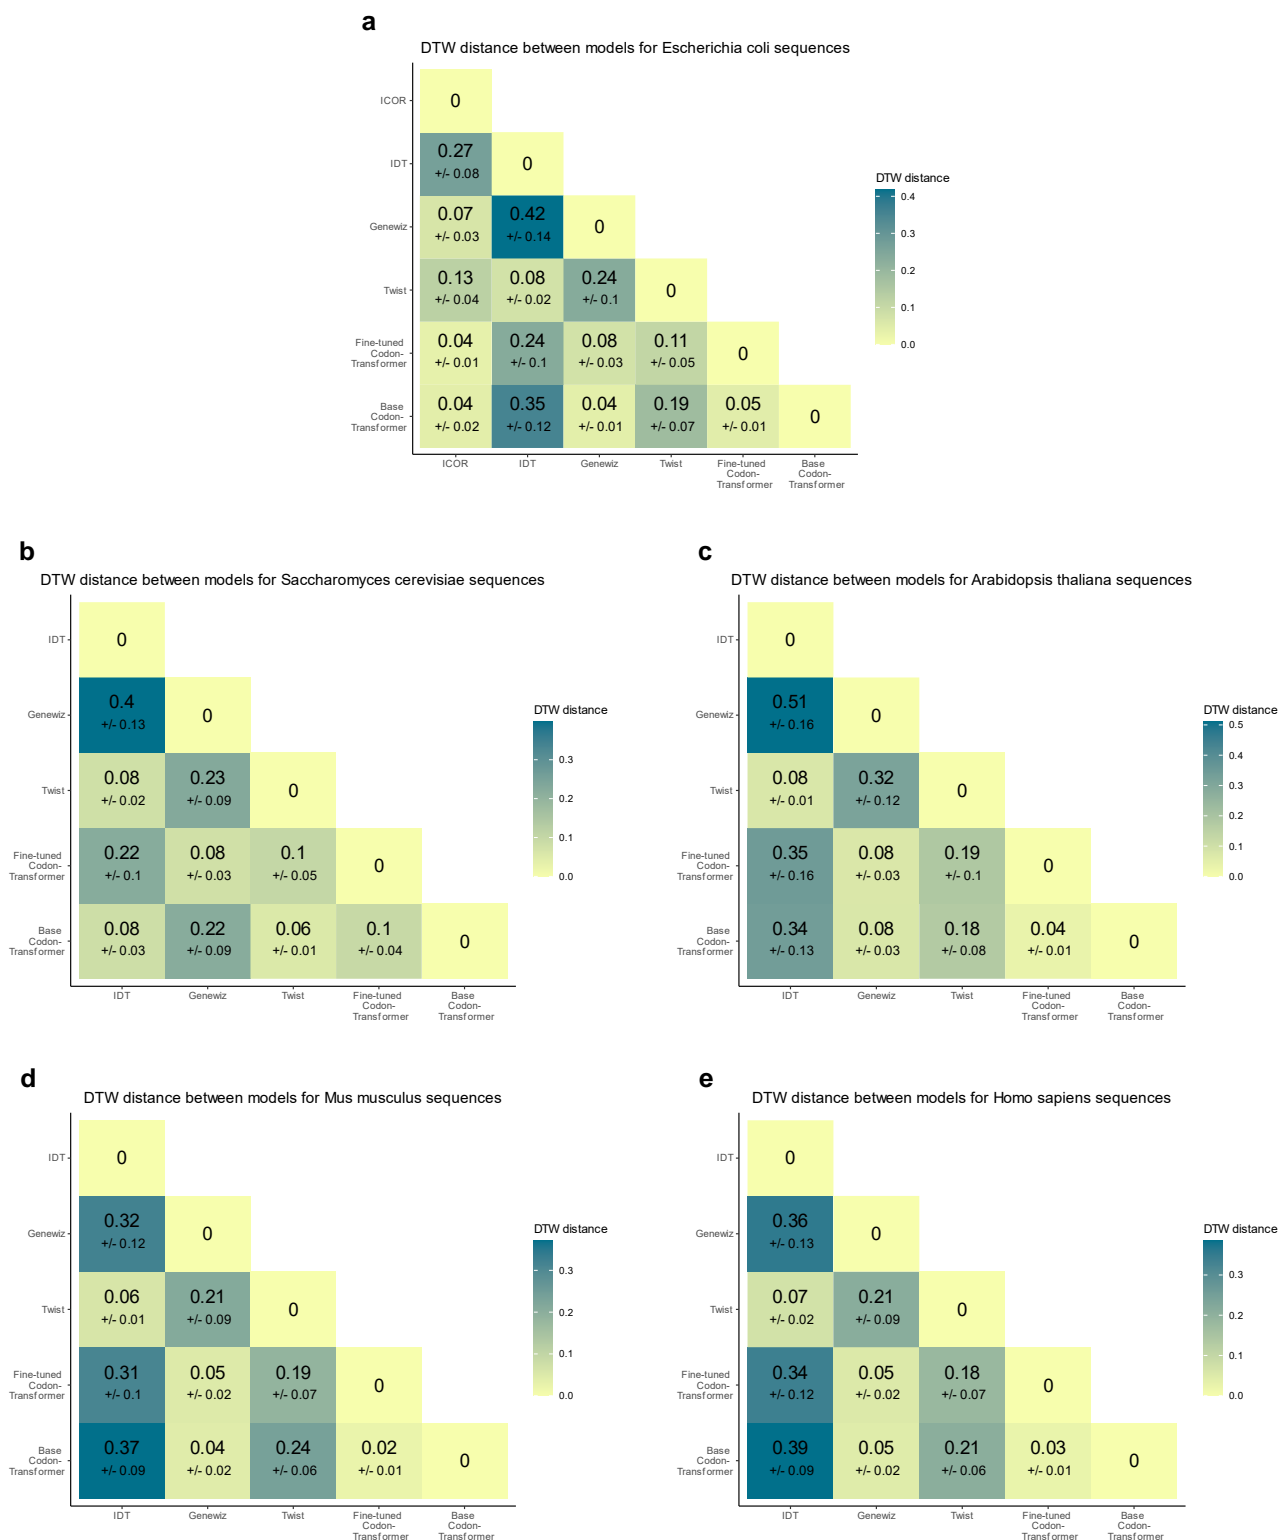 a
DTW distance between models for Escherichia coli sequences
ICOR
0
IDT
0.27
+/- 0.08
0
Genewiz
0.07
+/- 0.03
0.42
+/- 0.14
0
Twist
0.13
+/- 0.04
0.08
+/- 0.02
0.24
+/- 0.1
0
Fine-tuned
Codon-
Transformer
0.04
+/- 0.01
0.24
+/- 0.1
0.08
+/- 0.03
0.11
+/- 0.05
0
Base
Codon-
Transformer
0.04
+/- 0.02
0.35
+/- 0.12
0.04
+/- 0.01
0.19
+/- 0.07
0.05
+/- 0.01
0
ICOR
IDT
Genewiz
Twist
Fine-tuned
Codon-
Transformer
Base
Codon-
Transformer
DTW distance
0.4
0.3
0.2
0.1
0.0
b
DTW distance between models for Saccharomyces cerevisiae sequences
IDT
0
Genewiz
0.4
+/- 0.13
0
Twist
0.08
+/- 0.02
0.23
+/- 0.09
0
Fine-tuned
Codon-
Transformer
0.22
+/- 0.1
0.08
+/- 0.03
0.1
+/- 0.05
0
Base
Codon-
Transformer
0.08
+/- 0.03
0.22
+/- 0.09
0.06
+/- 0.01
0.1
+/- 0.04
0
IDT
Genewiz
Twist
Fine-tuned
Codon-
Transformer
Base
Codon-
Transformer
DTW distance
0.3
0.2
0.1
0.0
c
DTW distance between models for Arabidopsis thaliana sequences
IDT
0
Genewiz
0.51
+/- 0.16
0
Twist
0.08
+/- 0.01
0.32
+/- 0.12
0
Fine-tuned
Codon-
Transformer
0.35
+/- 0.16
0.08
+/- 0.03
0.19
+/- 0.1
0
Base
Codon-
Transformer
0.34
+/- 0.13
0.08
+/- 0.03
0.18
+/- 0.08
0.04
+/- 0.01
0
IDT
Genewiz
Twist
Fine-tuned
Codon-
Transformer
Base
Codon-
Transformer
DTW distance
0.5
0.4
0.3
0.2
0.1
0.0
d
DTW distance between models for Mus musculus sequences
IDT
0
Genewiz
0.32
+/- 0.12
0
Twist
0.06
+/- 0.01
0.21
+/- 0.09
0
Fine-tuned
Codon-
Transformer
0.31
+/- 0.1
0.05
+/- 0.02
0.19
+/- 0.07
0
Base
Codon-
Transformer
0.37
+/- 0.09
0.04
+/- 0.02
0.24
+/- 0.06
0.02
+/- 0.01
0
IDT
Genewiz
Twist
Fine-tuned
Codon-
Transformer
Base
Codon-
Transformer
DTW distance
0.3
0.2
0.1
0.0
e
DTW distance between models for Homo sapiens sequences
IDT
0
Genewiz
0.36
+/- 0.13
0
Twist
0.07
+/- 0.02
0.21
+/- 0.09
0
Fine-tuned
Codon-
Transformer
0.34
+/- 0.12
0.05
+/- 0.02
0.18
+/- 0.07
0
Base
Codon-
Transformer
0.39
+/- 0.09
0.05
+/- 0.02
0.21
+/- 0.06
0.03
+/- 0.01
0
IDT
Genewiz
Twist
Fine-tuned
Codon-
Transformer
Base
Codon-
Transformer
DTW distance
0.3
0.2
0.1
0.0